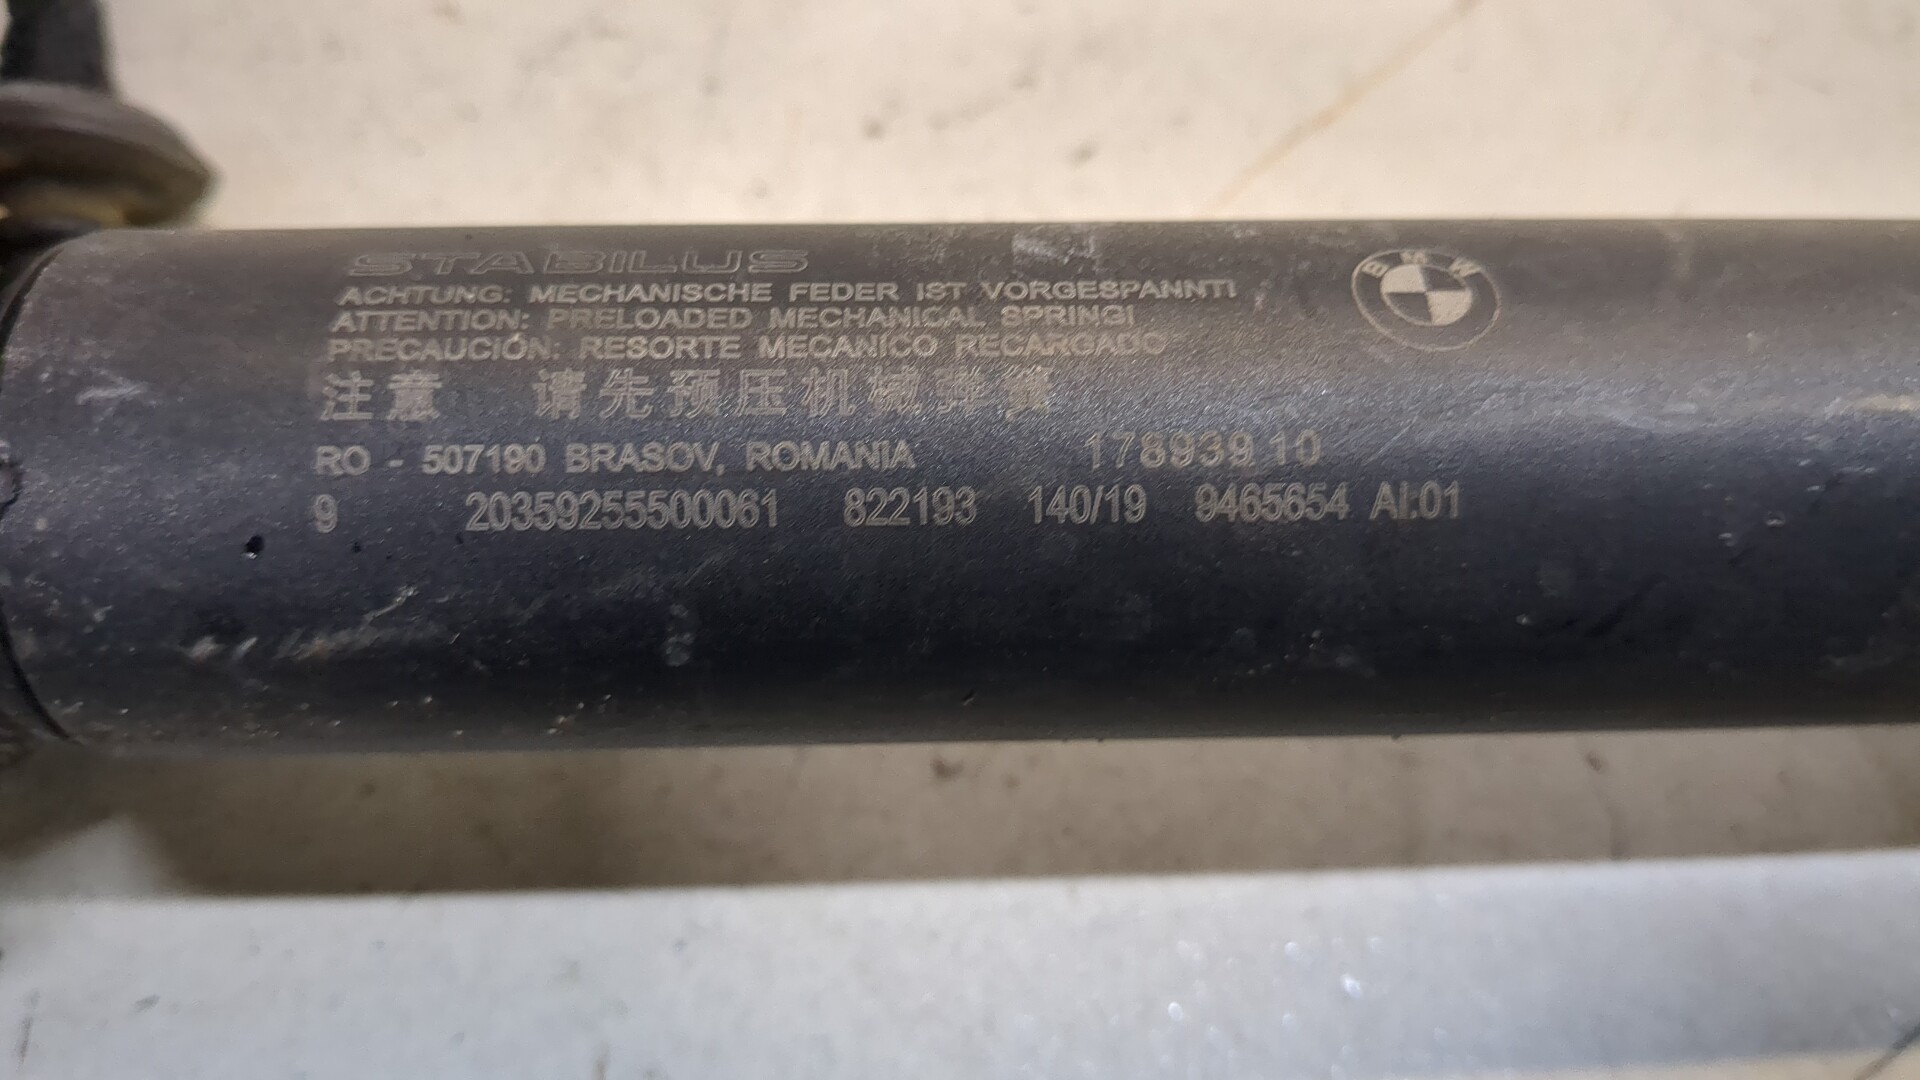 STABILUS
ACHTUNG: MECHANISCHE FEDER IST VORGESPANNT!
ATTENTION: PRELOADED MECHANICAL SPRING!
PRECAUCIÓN: RESORTE MECANICO RECARGADO
注意 请先预压机械弹簧
RO - 507190 BRASOV, ROMANIA 178939 10
9 20359255500061 822193 140/19 9465654 AI:01
BMW